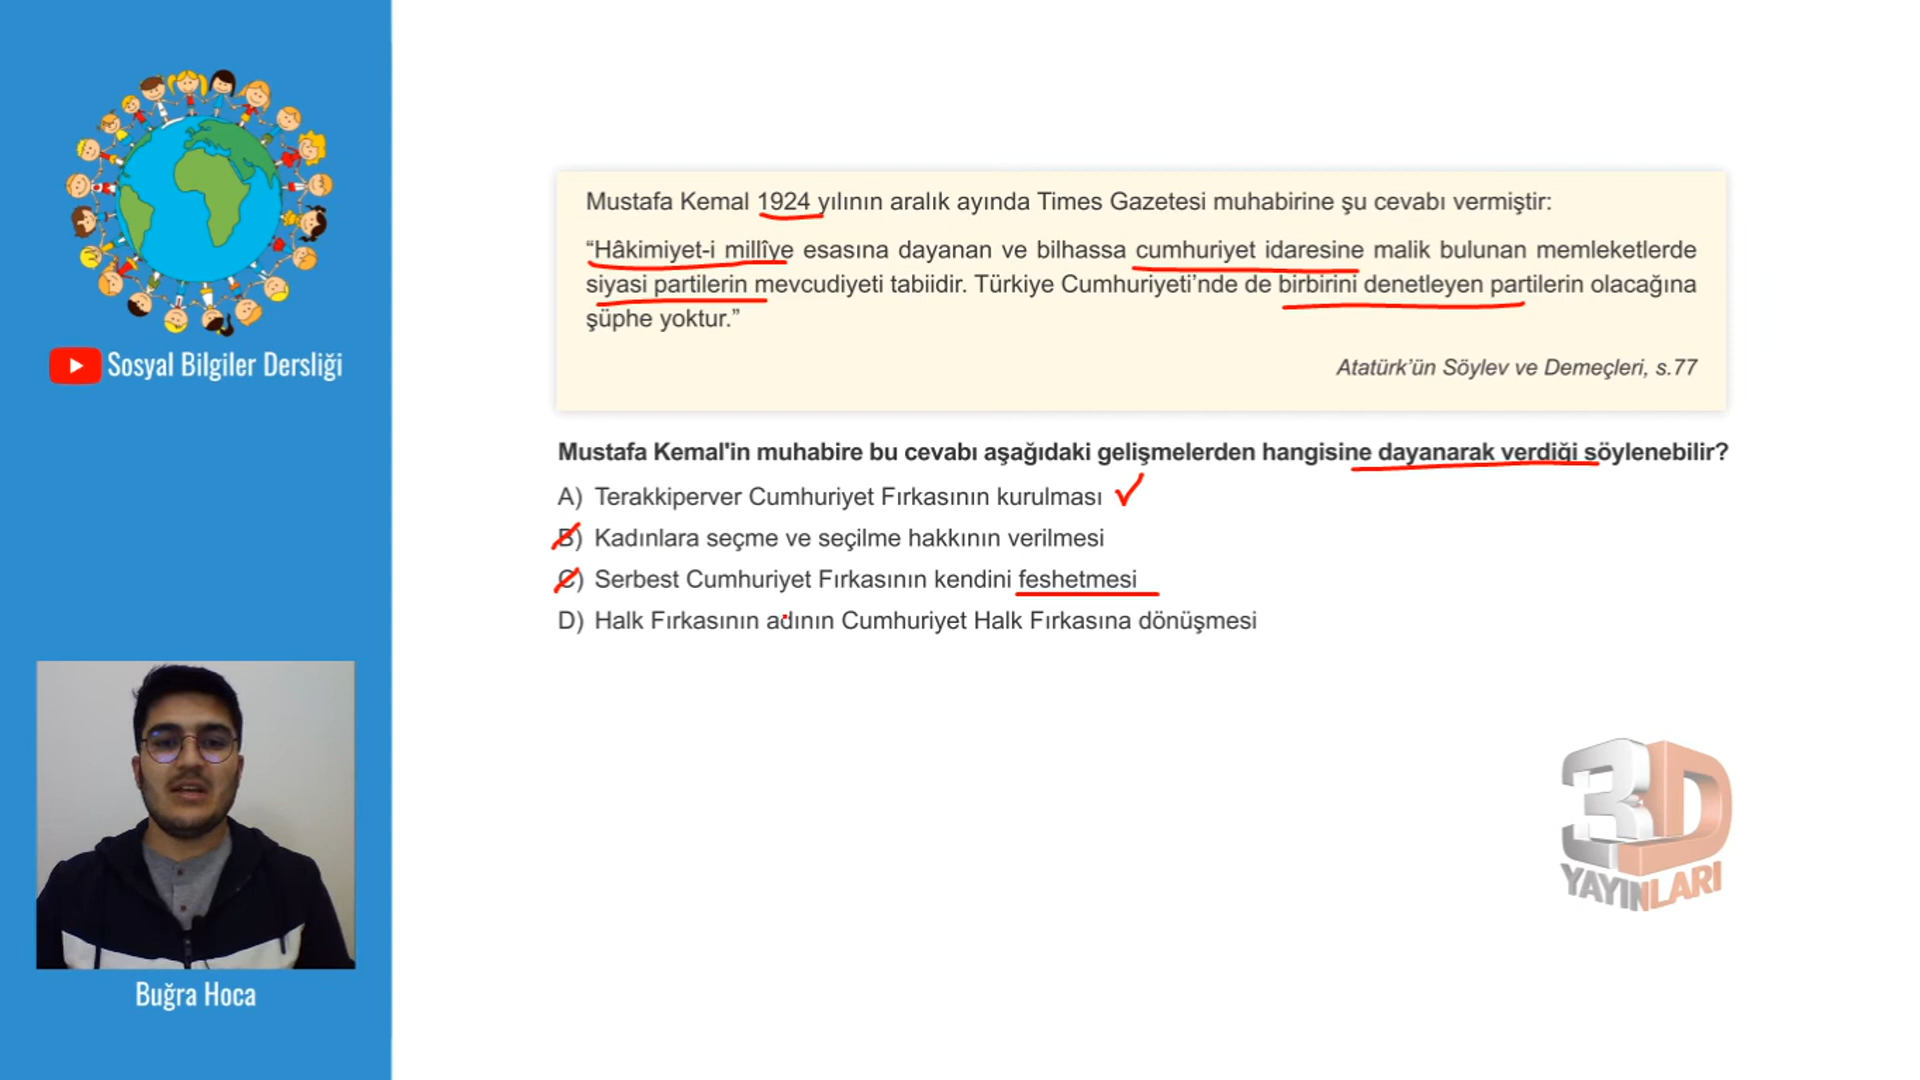 Sosyal Bilgiler Dersliği
Buğra Hoca
Mustafa Kemal 1924 yılının aralık ayında Times Gazetesi muhabirine şu cevabı vermiştir:
“Hâkimiyet-i millîye esasına dayanan ve bilhassa cumhuriyet idaresine malik bulunan memleketlerde
siyasi partilerin mevcudiyeti tabiidir. Türkiye Cumhuriyeti’nde de birbirini denetleyen partilerin olacağına
şüphe yoktur.”
Atatürk’ün Söylev ve Demeçleri, s.77
Mustafa Kemal'in muhabire bu cevabı aşağıdaki gelişmelerden hangisine dayanarak verdiği söylenebilir?
A) Terakkiperver Cumhuriyet Fırkasının kurulması
B) Kadınlara seçme ve seçilme hakkının verilmesi
C) Serbest Cumhuriyet Fırkasının kendini feshetmesi
D) Halk Fırkasının adının Cumhuriyet Halk Fırkasına dönüşmesi
3D
YAYINLARI